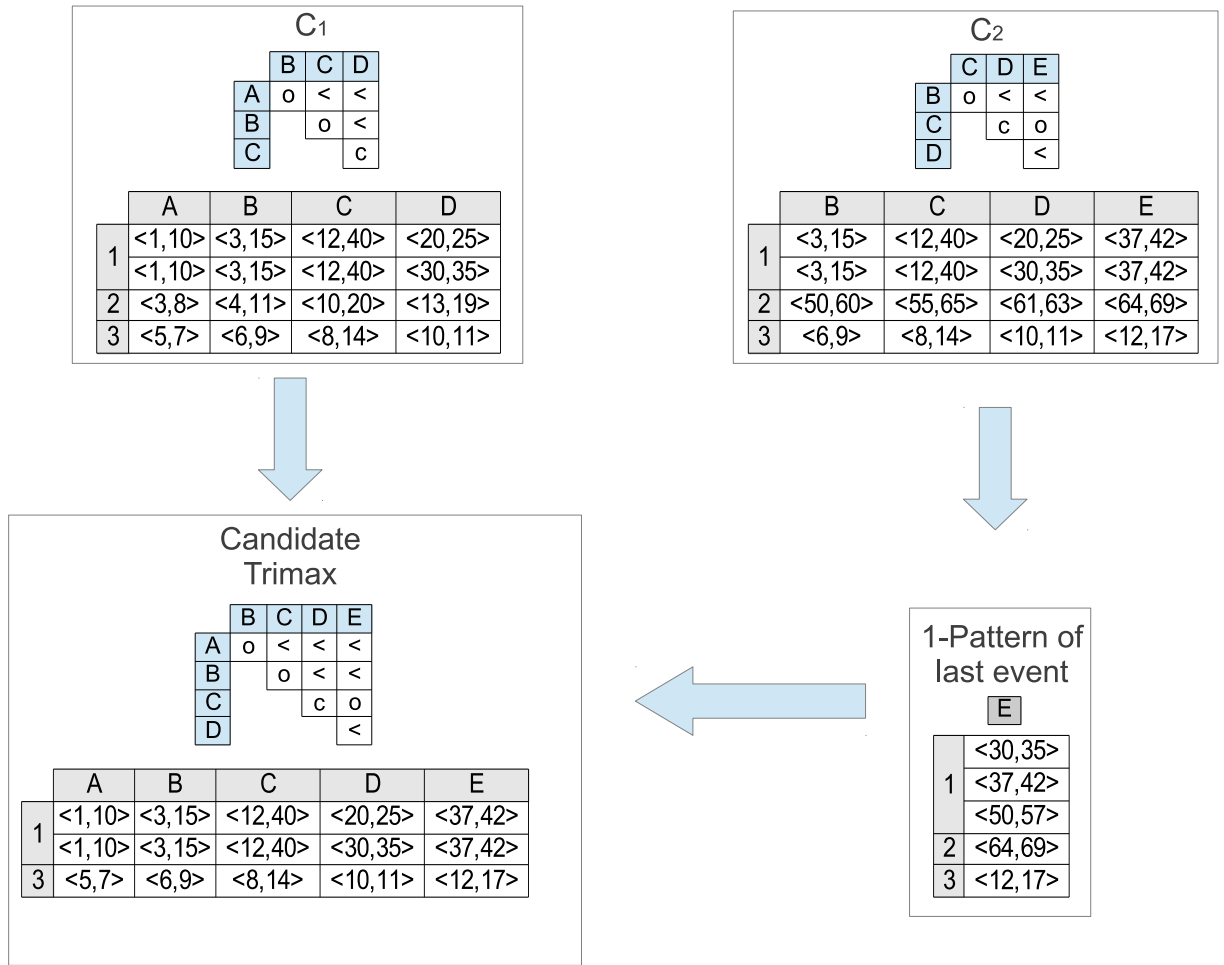 C1
B C D
A o < <
B o <
C c
A B C D
1 <1,10> <3,15> <12,40> <20,25>
<1,10> <3,15> <12,40> <30,35>
2 <3,8> <4,11> <10,20> <13,19>
3 <5,7> <6,9> <8,14> <10,11>
C2
C D E
B o < <
C c o
D <
B C D E
1 <3,15> <12,40> <20,25> <37,42>
<3,15> <12,40> <30,35> <37,42>
2 <50,60> <55,65> <61,63> <64,69>
3 <6,9> <8,14> <10,11> <12,17>
Candidate
Trimax
B C D E
A o < < <
B o < <
C c o
D <
A B C D E
1 <1,10> <3,15> <12,40> <20,25> <37,42>
<1,10> <3,15> <12,40> <30,35> <37,42>
3 <5,7> <6,9> <8,14> <10,11> <12,17>
1-Pattern of
last event
E
<30,35>
1 <37,42>
<50,57>
2 <64,69>
3 <12,17>